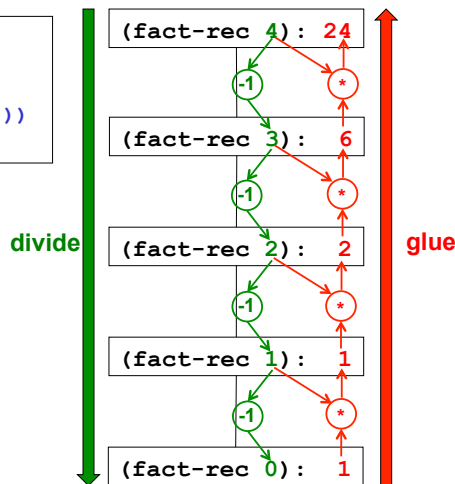 (fact-rec 4): 24
-1 *
))
(fact-rec 3): 6
-1 *
divide (fact-rec 2): 2 glue
-1 *
(fact-rec 1): 1
-1 *
(fact-rec 0): 1